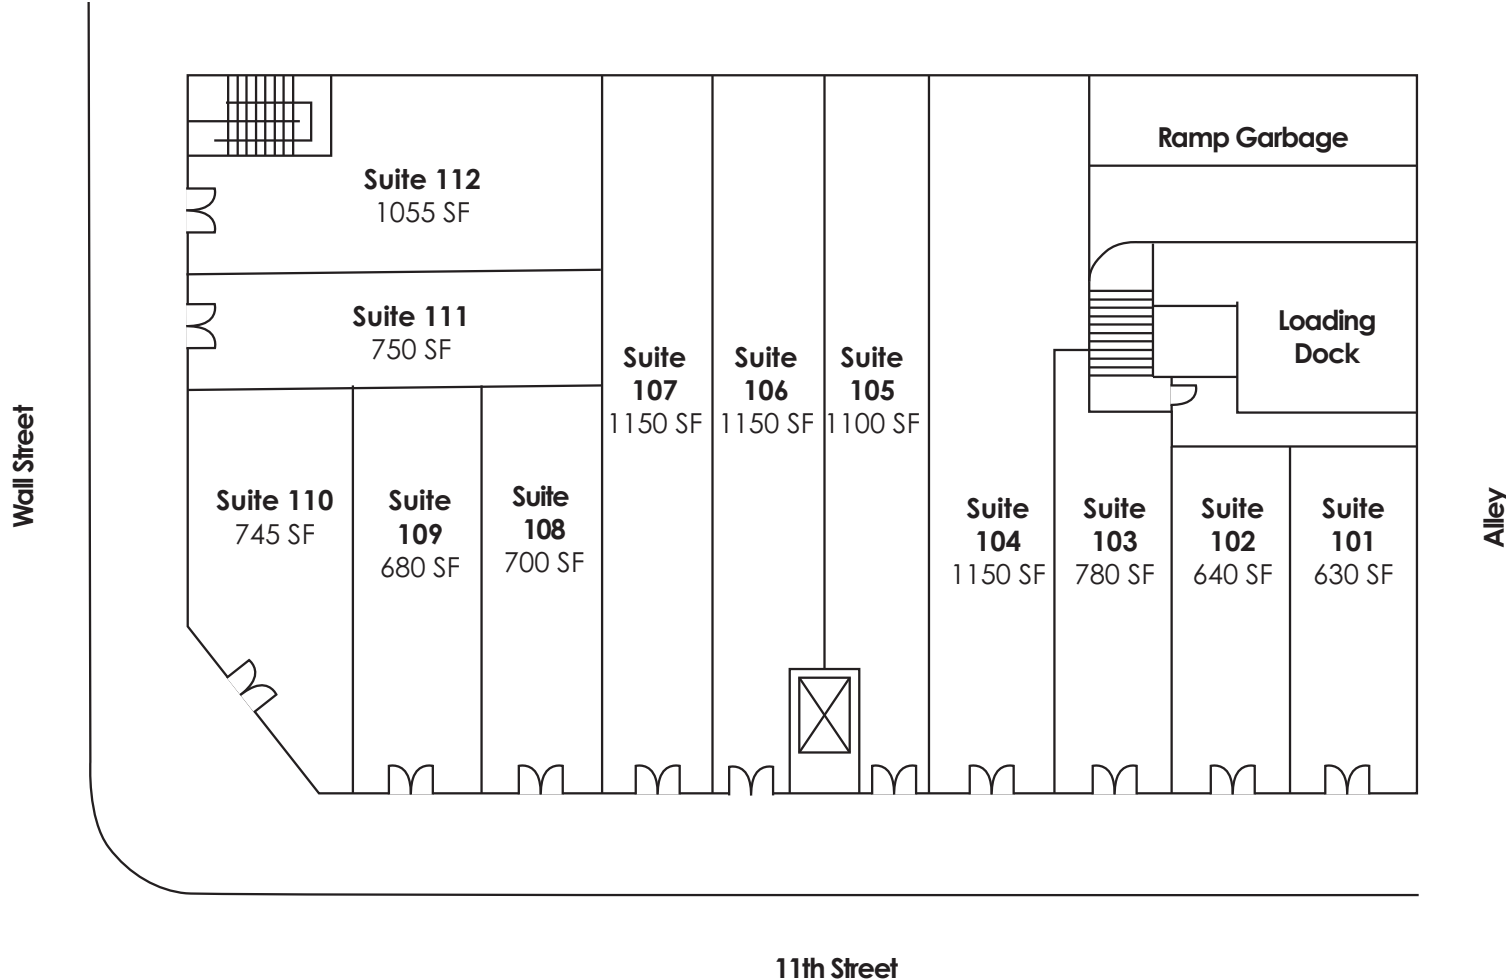 Ramp Garbage
Suite 112
1055 SF
Suite 111
750 SF
Loading
Dock
Suite
107
1150 SF
Suite
106
1150 SF
Suite
105
1100 SF
Wall Street
Suite 110
745 SF
Suite
109
680 SF
Suite
108
700 SF
Suite
104
1150 SF
Suite
103
780 SF
Suite
102
640 SF
Suite
101
630 SF
Alley
11th Street